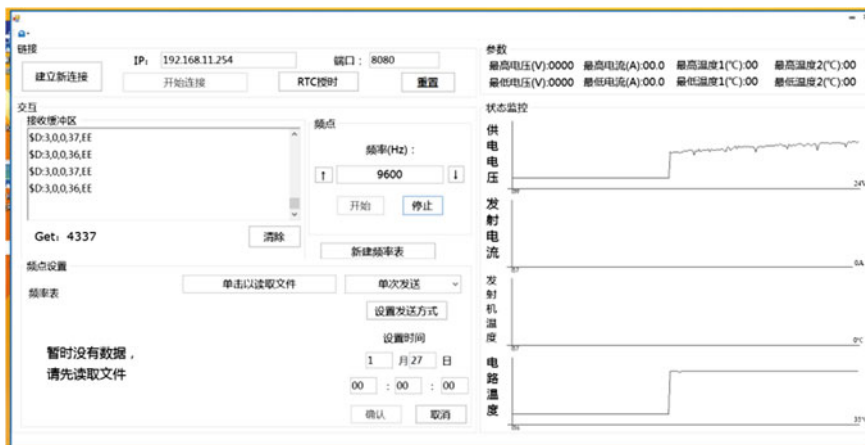 链接
建立新连接
IP: 192.168.11.254
端口: 8080
开始连接
RTC授时
重置
参数
最高电压(V):0000 最高电流(A):00.0 最高温度1(℃):00 最高温度2(℃):00
最低电压(V):0000 最低电流(A):00.0 最低温度1(℃):00 最低温度2(℃):00
交互
接收缓冲区
$D:3,0,0,37,EE
$D:3,0,0,36,EE
$D:3,0,0,37,EE
$D:3,0,0,36,EE
Get: 4337
清除
频点
频率(Hz) :
↑ 9600 ↓
开始 停止
新建频率表
频点设置
频率表
单击以读取文件
单次发送
设置发送方式
设置时间
1 月 27 日
00 : 00 : 00
确认 取消
暂时没有数据，
请先读取文件
状态监控
供电电压
24V
发射电流
0A
发射机温度
0℃
电路温度